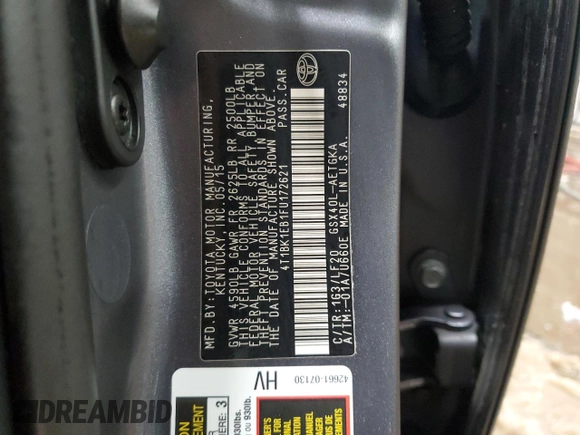 MFD. BY: TOYOTA MOTOR MANUFACTURING,
KENTUCKY, INC. 05/15
GVWR 4590LB GAWR FR 2625LB RR 2500LB
THIS VEHICLE CONFORMS TO ALL APPLICABLE
FEDERAL MOTOR VEHICLE SAFETY, BUMPER, AND
THEFT PREVENTION STANDARDS IN EFFECT ON
THE DATE OF MANUFACTURE SHOWN ABOVE.
4T1BK1EB1FU172621 PASS. CAR
C/TR: 1G3/LF20 GSX40L-AETGKA
A/TM: -01A/U660E MADE IN U.S.A. 48834
42661-07130
HV
3
DREAMBID